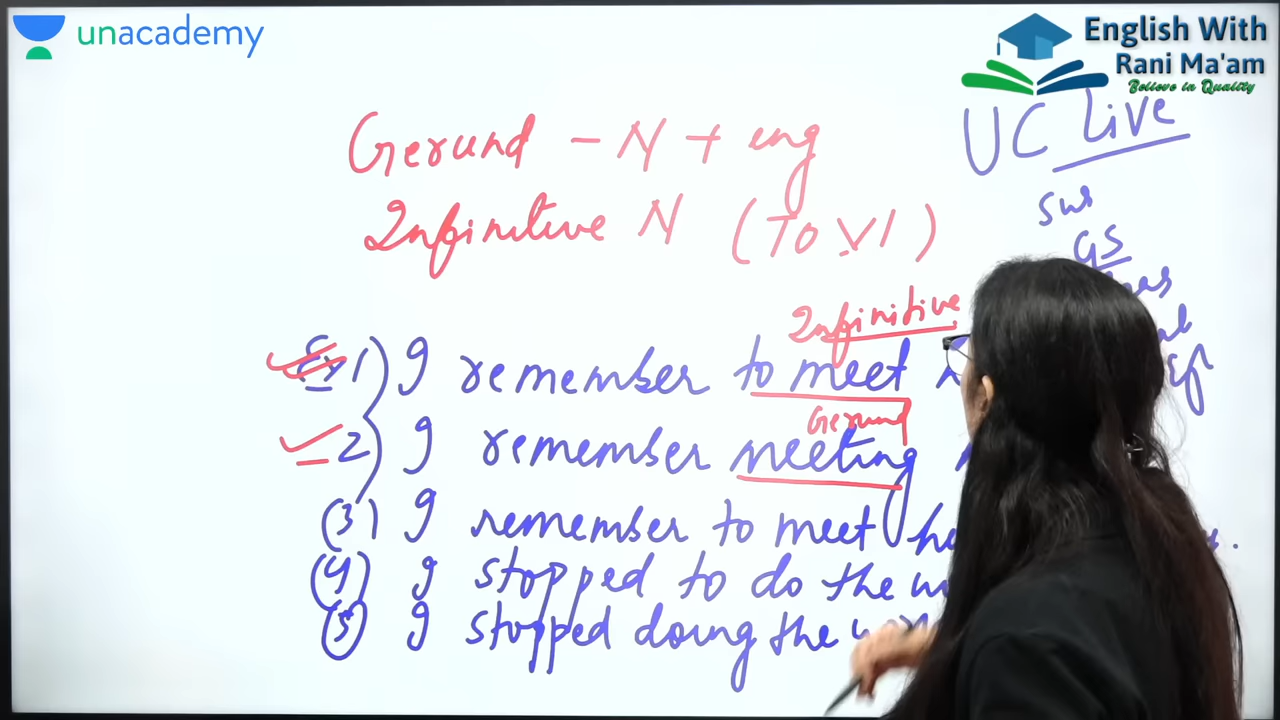 unacademy
English With
Rani Ma'am
Believe in Quality
UC Live
Gerund - N + ing
Infinitive N (To V1)
GS
Infinitive
Ex 1) I remember to meet
Gerund
2) I remember meeting
(3) I remember to meet
(4) I stopped to do the
(5) I stopped doing the